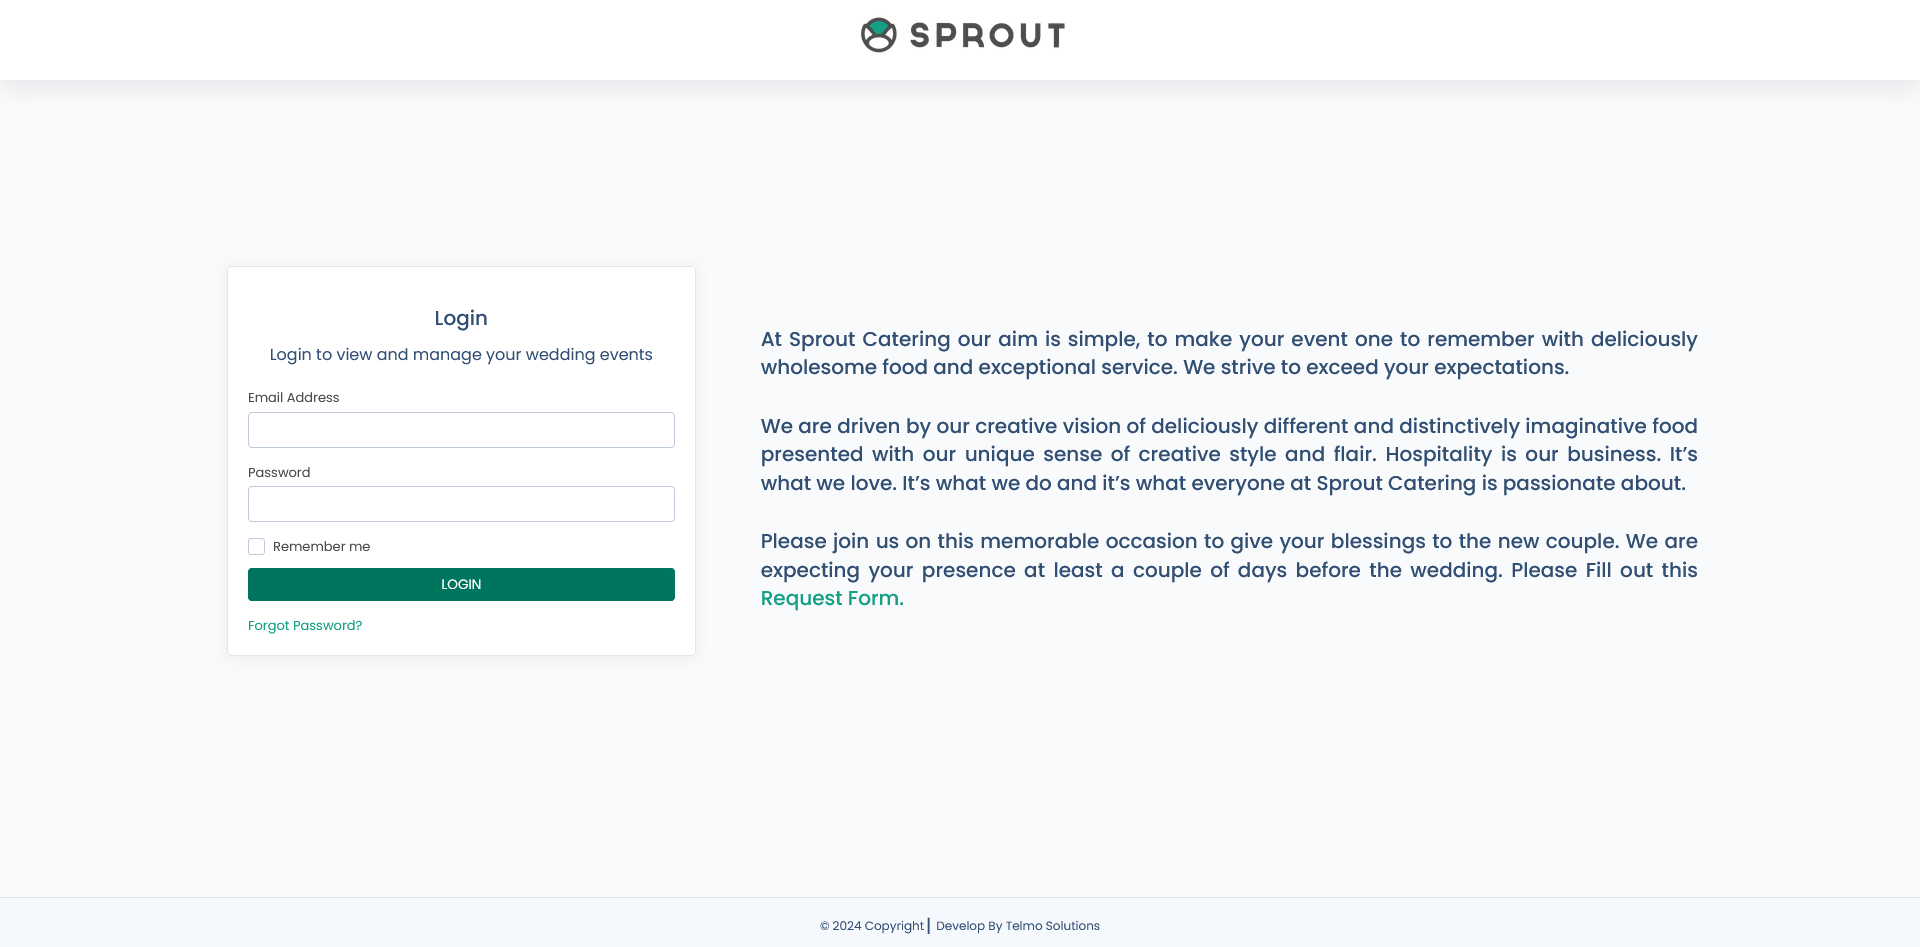 SPROUT
Login
Login to view and manage your wedding events
Email Address
Password
Remember me
LOGIN
Forgot Password?
At Sprout Catering our aim is simple, to make your event one to remember with deliciously
wholesome food and exceptional service. We strive to exceed your expectations.
We are driven by our creative vision of deliciously different and distinctively imaginative food
presented with our unique sense of creative style and flair. Hospitality is our business. It’s
what we love. It’s what we do and it’s what everyone at Sprout Catering is passionate about.
Please join us on this memorable occasion to give your blessings to the new couple. We are
expecting your presence at least a couple of days before the wedding. Please Fill out this
Request Form.
© 2024 Copyright | Develop By Telmo Solutions